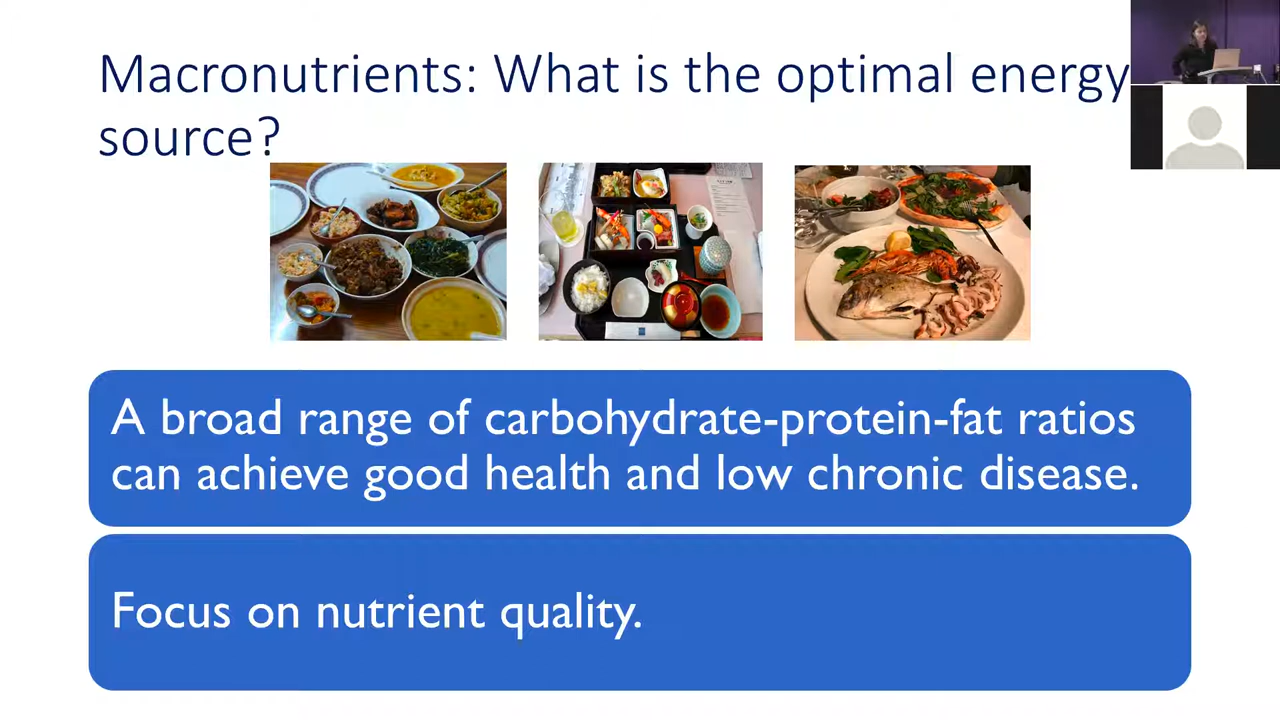 Macronutrients: What is the optimal energy
source?
A broad range of carbohydrate-protein-fat ratios
can achieve good health and low chronic disease.
Focus on nutrient quality.